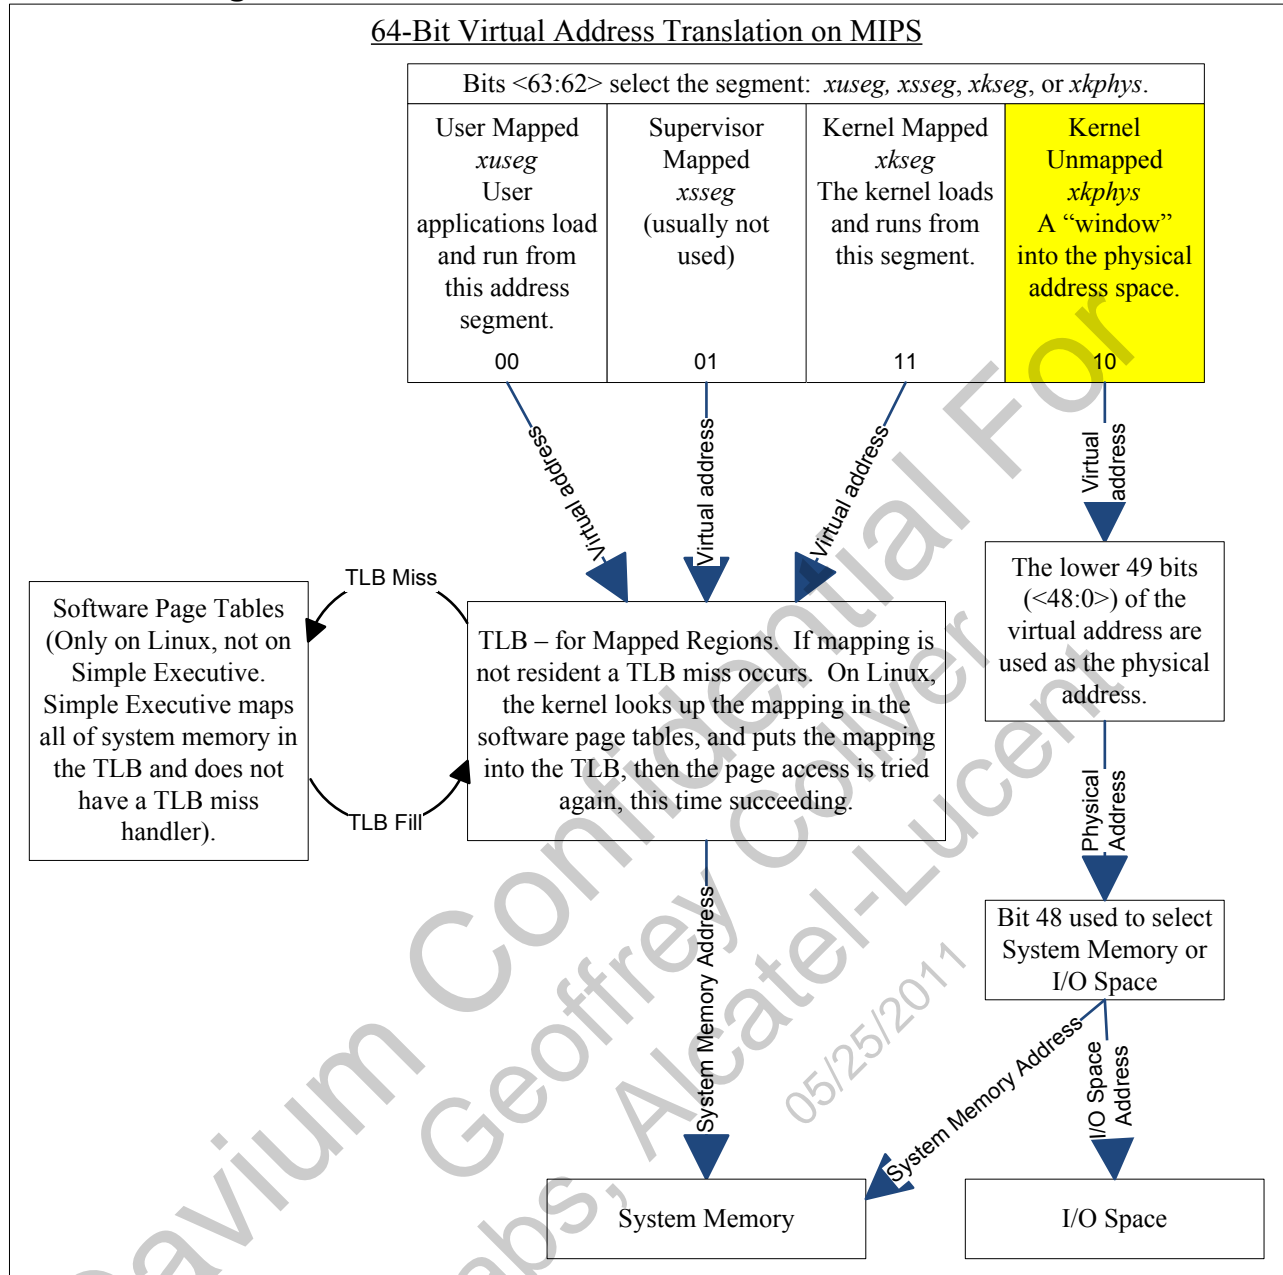 64-Bit Virtual Address Translation on MIPS
Bits <63:62> select the segment: xuseg, xsseg, xkseg, or xkphys.
User Mapped
xuseg
User
applications load
and run from
this address
segment.
00
Supervisor
Mapped
xsseg
(usually not
used)
01
Kernel Mapped
xkseg
The kernel loads
and runs from
this segment.
11
Kernel
Unmapped
xkphys
A “window”
into the physical
address space.
10
Virtual address
Virtual address
Virtual address
Virtual
address
TLB Miss
Software Page Tables
(Only on Linux, not on
Simple Executive.
Simple Executive maps
all of system memory in
the TLB and does not
have a TLB miss
handler).
TLB Fill
TLB – for Mapped Regions. If mapping is
not resident a TLB miss occurs. On Linux,
the kernel looks up the mapping in the
software page tables, and puts the mapping
into the TLB, then the page access is tried
again, this time succeeding.
The lower 49 bits
(<48:0>) of the
virtual address are
used as the physical
address.
Physical
Address
Bit 48 used to select
System Memory or
I/O Space
System Memory Address
System Memory Address
I/O Space
Address
System Memory
I/O Space
Cavium Confidential For
Geoffrey Collyer
abs, Alcatel-Lucent
05/25/2011